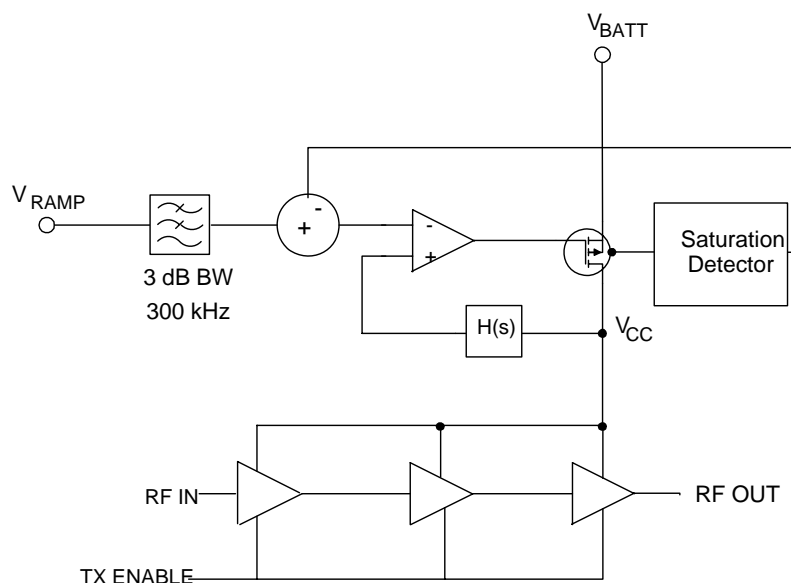 VBATT
VRAMP
-
+
-
+
3 dB BW
300 kHz
Saturation
Detector
H(s)
VCC
RF IN
RF OUT
TX ENABLE